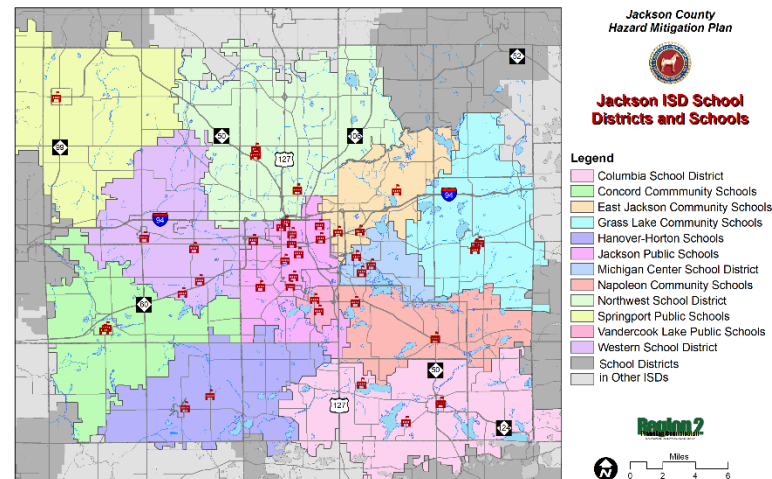 Jackson County
Hazard Mitigation Plan
Jackson ISD School
Districts and Schools
Legend
Columbia School District
Concord Commmunity Schools
East Jackson Community Schools
Grass Lake Community Schools
Hanover-Horton Schools
Jackson Public Schools
Michigan Center School District
Napoleon Community Schools
Northwest School District
Springport Public Schools
Vandercook Lake Public Schools
Western School District
School Districts
in Other ISDs
Region 2
N
Miles
0 2 4 6
52
50
106
127
99
94
94
60
50
127